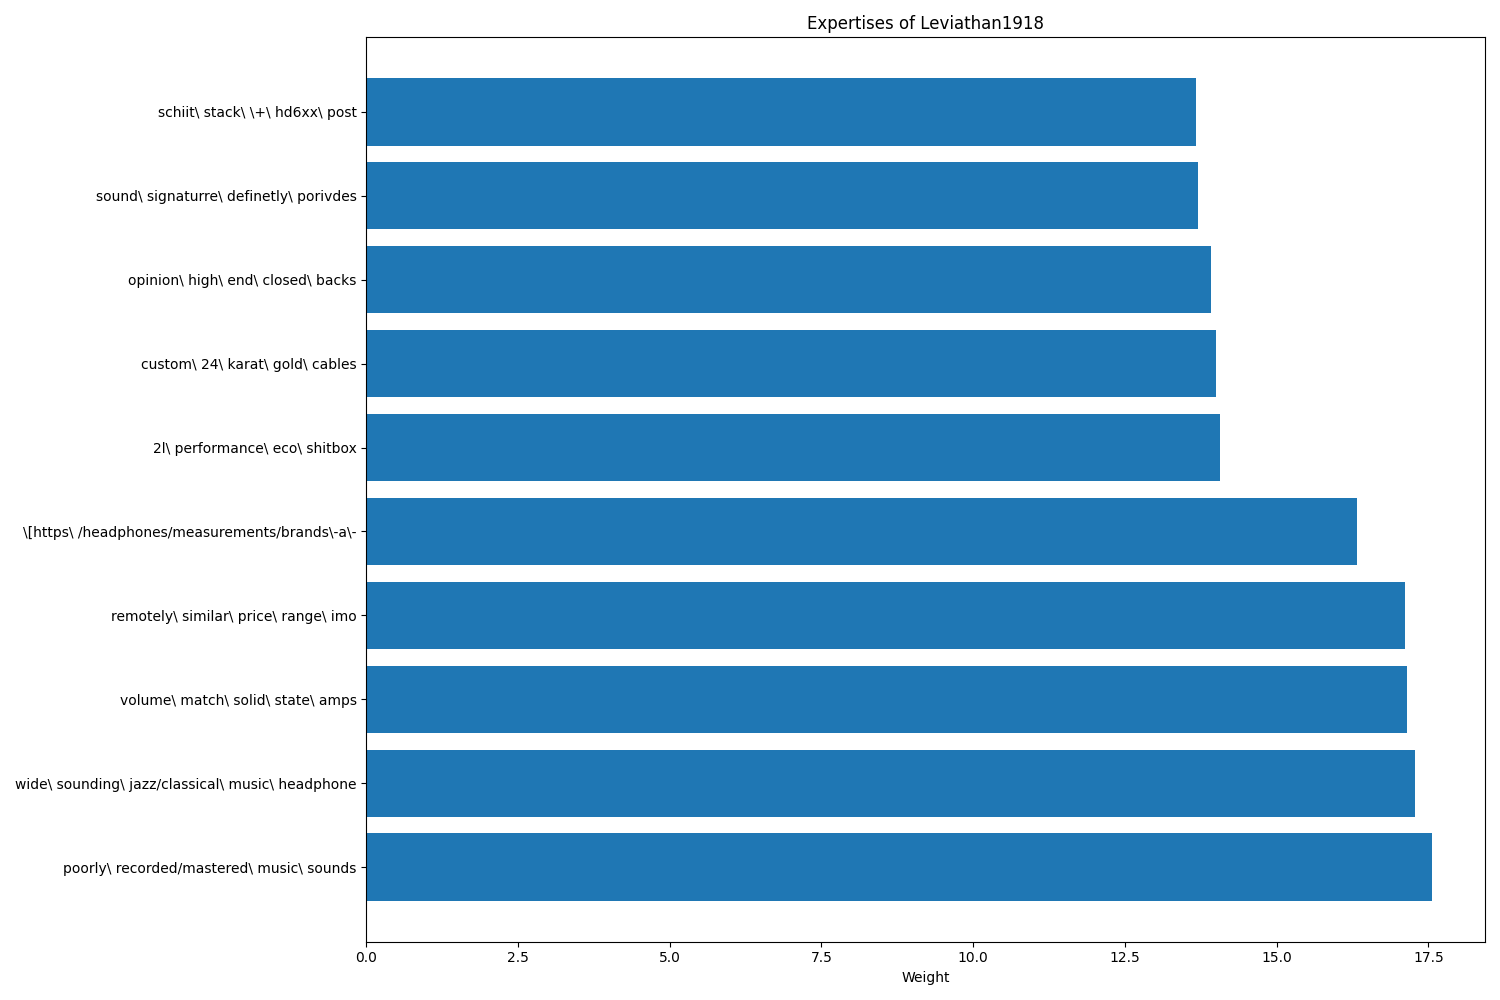 Expertises of Leviathan1918
schiit\ stack\ \+\ hd6xx\ post
sound\ signaturre\ definetly\ porivdes
opinion\ high\ end\ closed\ backs
custom\ 24\ karat\ gold\ cables
2l\ performance\ eco\ shitbox
\[https\ /headphones/measurements/brands\-a\-
remotely\ similar\ price\ range\ imo
volume\ match\ solid\ state\ amps
wide\ sounding\ jazz/classical\ music\ headphone
poorly\ recorded/mastered\ music\ sounds
0.0 2.5 5.0 7.5 10.0 12.5 15.0 17.5
Weight